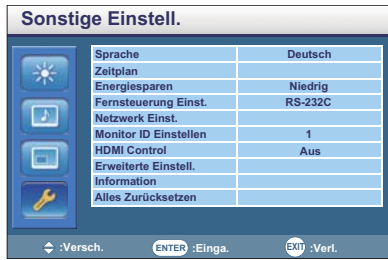 Sonstige Einstell.
Sprache Deutsch
Zeitplan
Energiesparen Niedrig
Fernsteuerung Einst. RS-232C
Netzwerk Einst.
Monitor ID Einstellen 1
HDMI Control Aus
Erweiterte Einstell.
Information
Alles Zurücksetzen
:Versch. ENTER :Einga. EXIT :Verl.